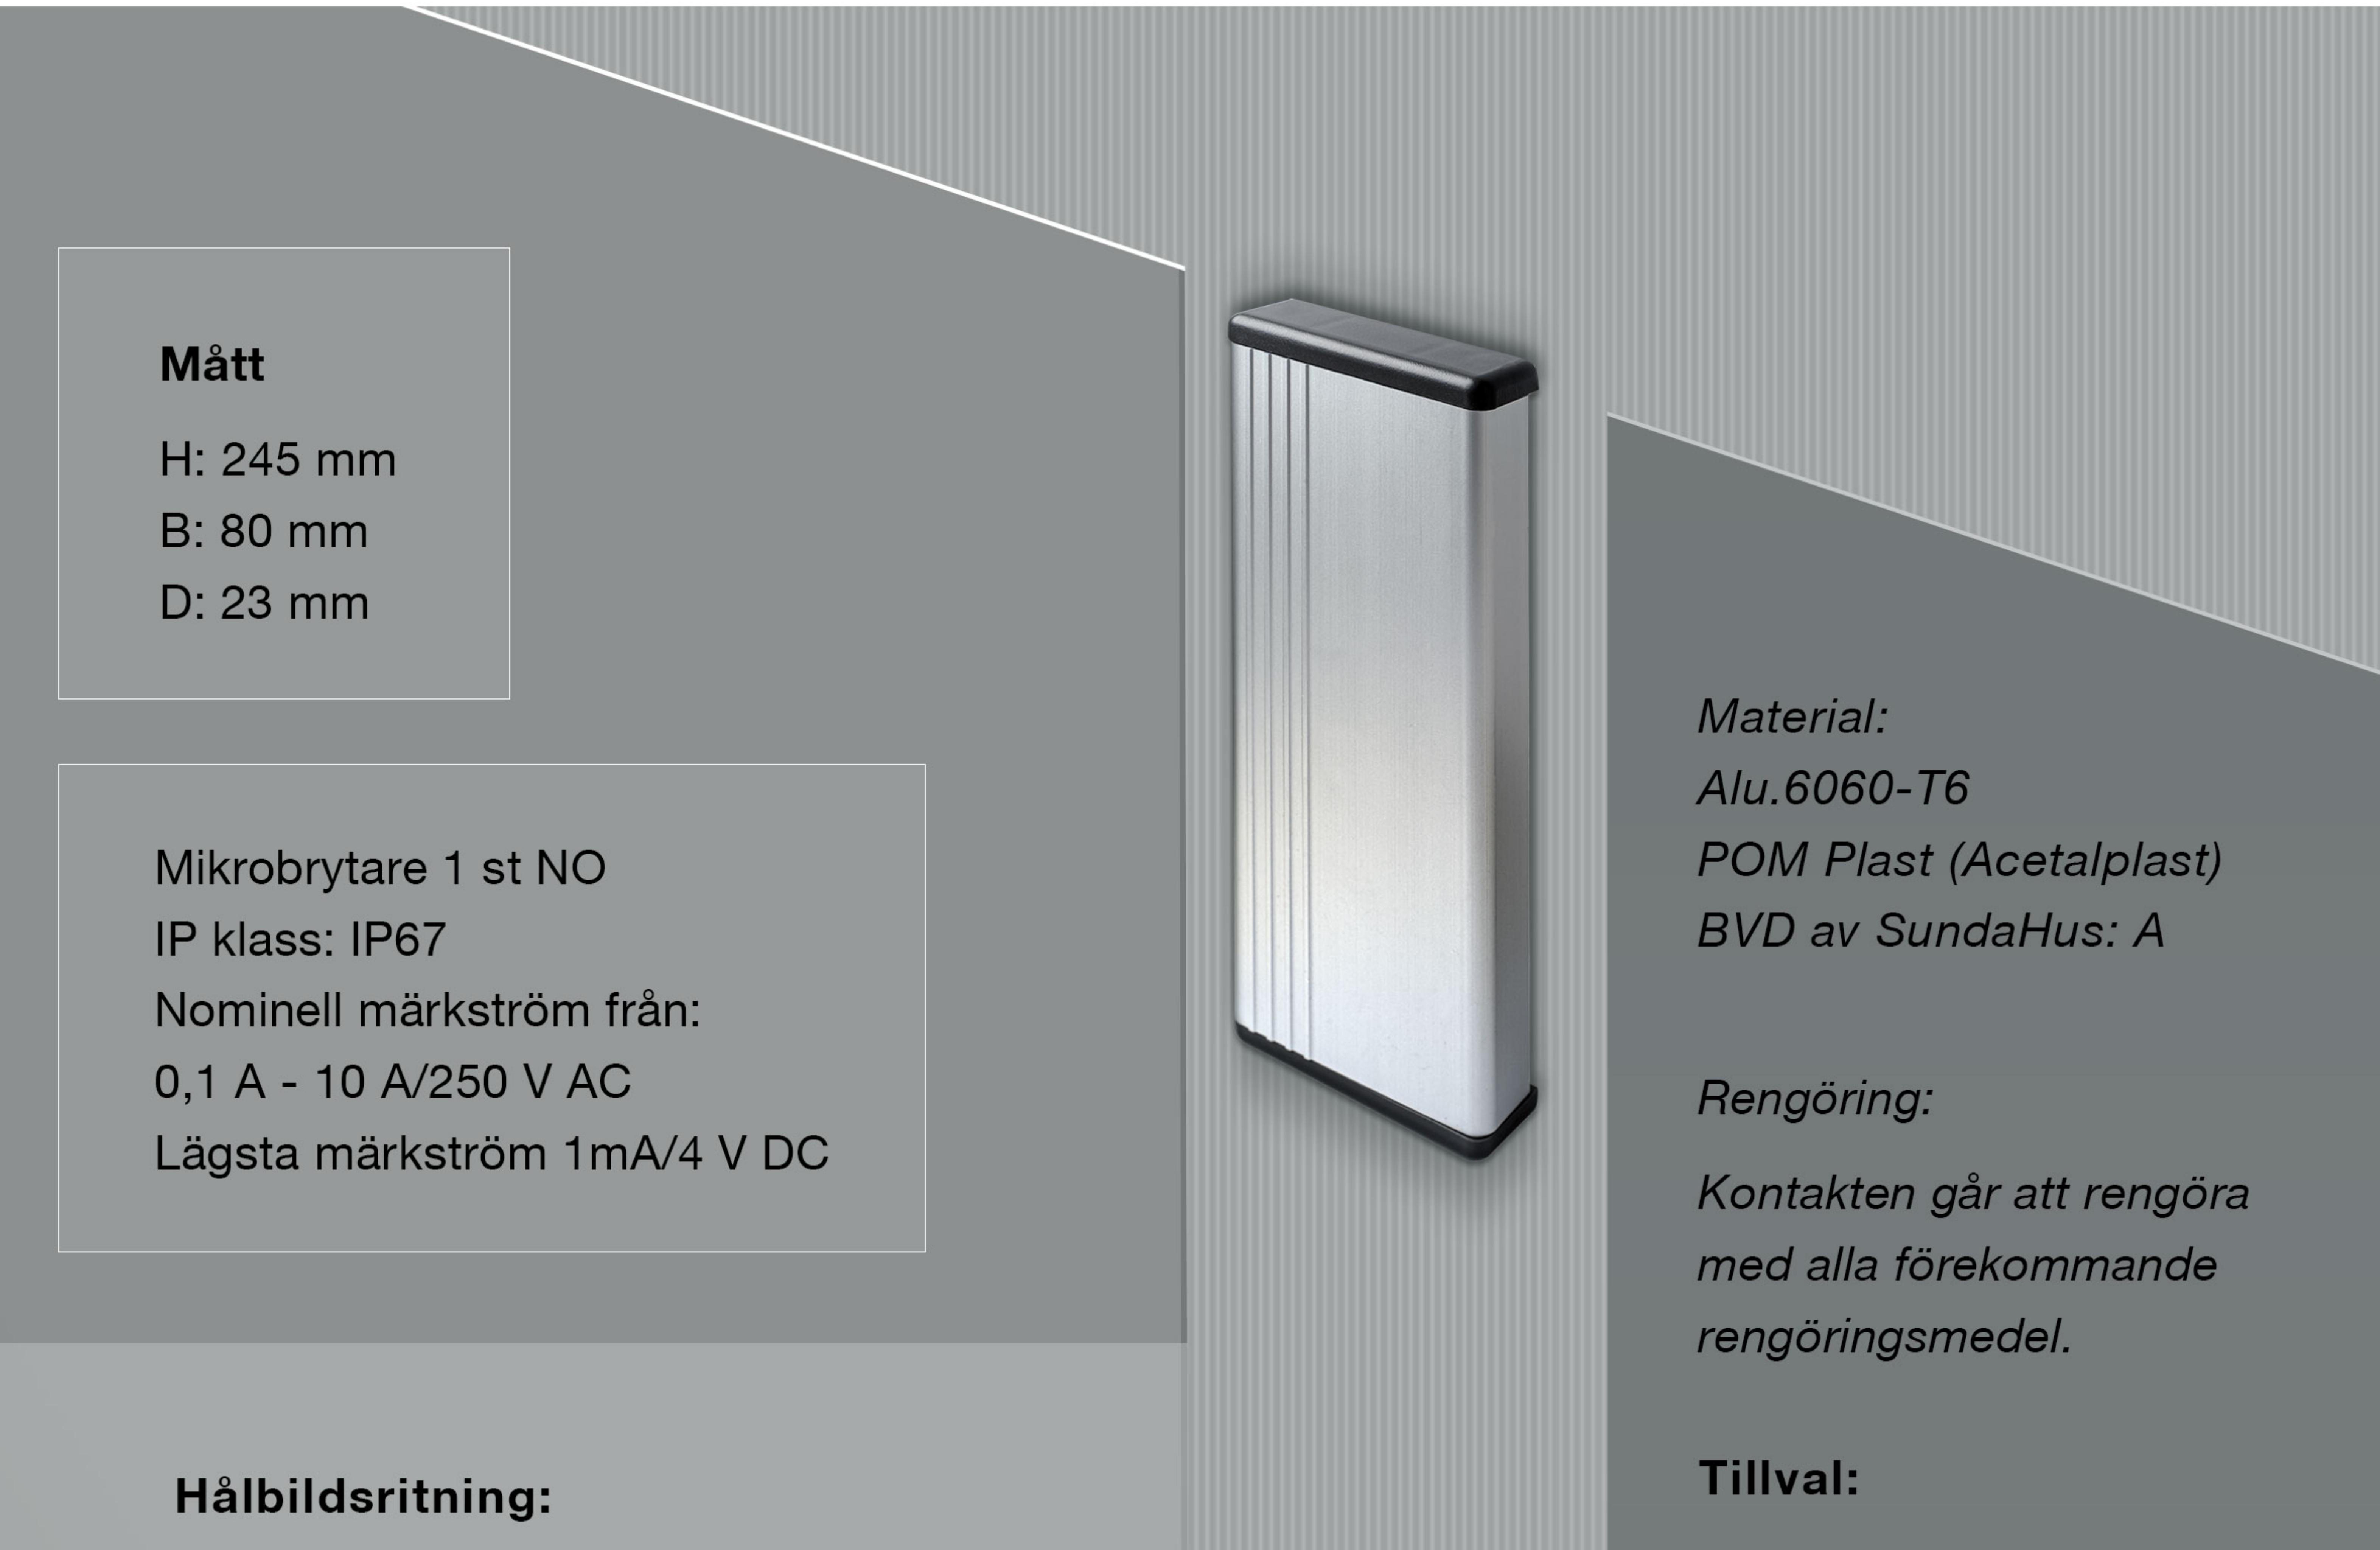 Mått
H: 245 mm
B: 80 mm
D: 23 mm
Mikrobrytare 1 st NO
IP klass: IP67
Nominell märkström från:
0,1 A - 10 A/250 V AC
Lägsta märkström 1mA/4 V DC
Hålbildsritning:
Material:
Alu.6060-T6
POM Plast (Acetalplast)
BVD av SundaHus: A
Rengöring:
Kontakten går att rengöra
med alla förekommande
rengöringsmedel.
Tillval: